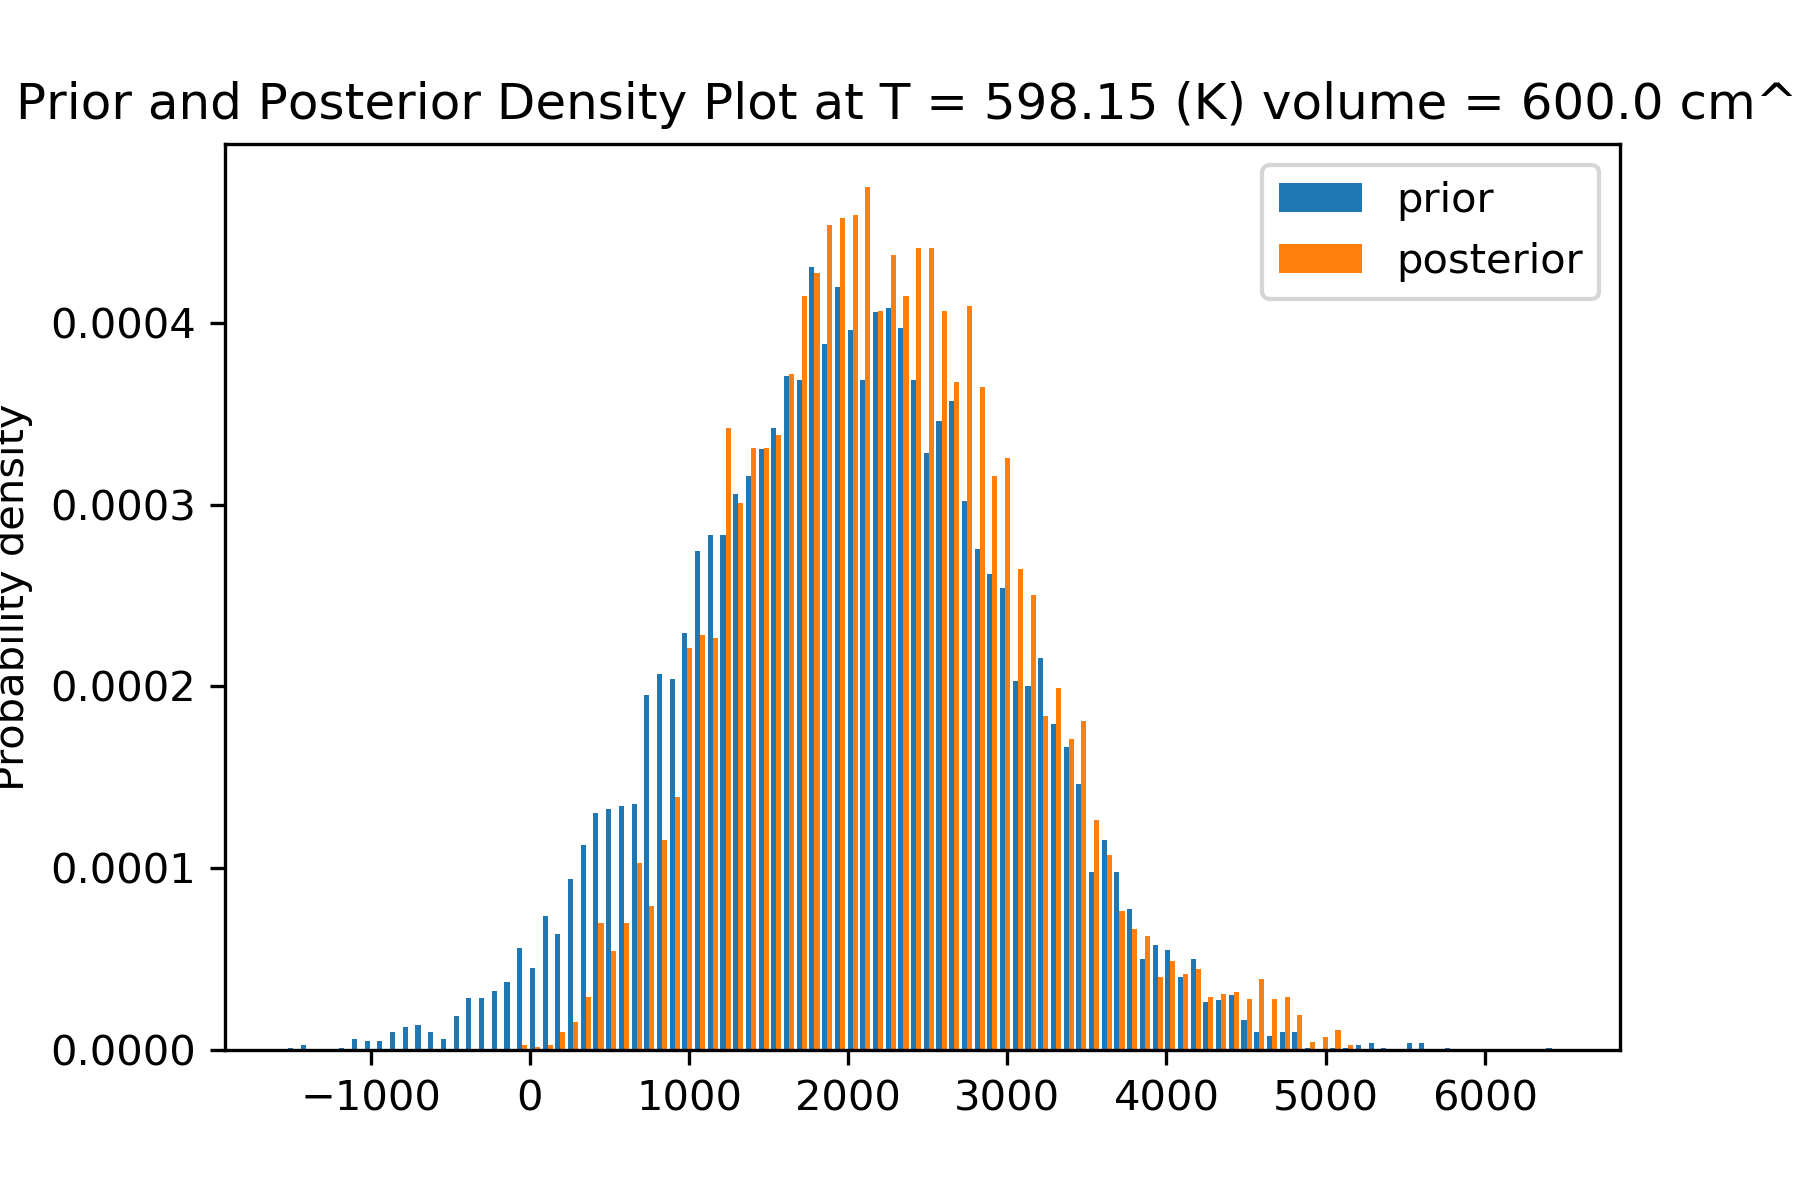 Prior and Posterior Density Plot at T = 598.15 (K) volume = 600.0 cm^
prior
posterior
Probability density
0.0004
0.0003
0.0002
0.0001
0.0000
−1000 0 1000 2000 3000 4000 5000 6000